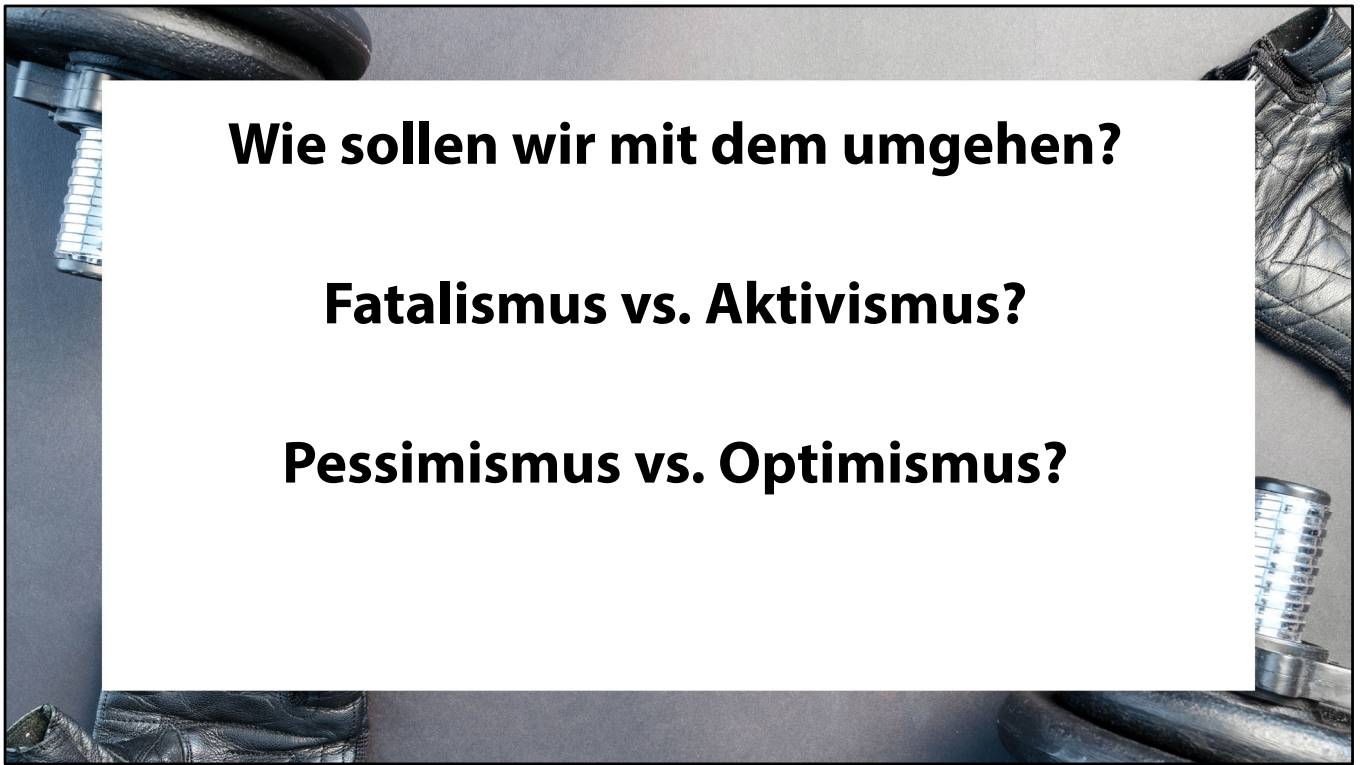 Wie sollen wir mit dem umgehen?
Fatalismus vs. Aktivismus?
Pessimismus vs. Optimismus?